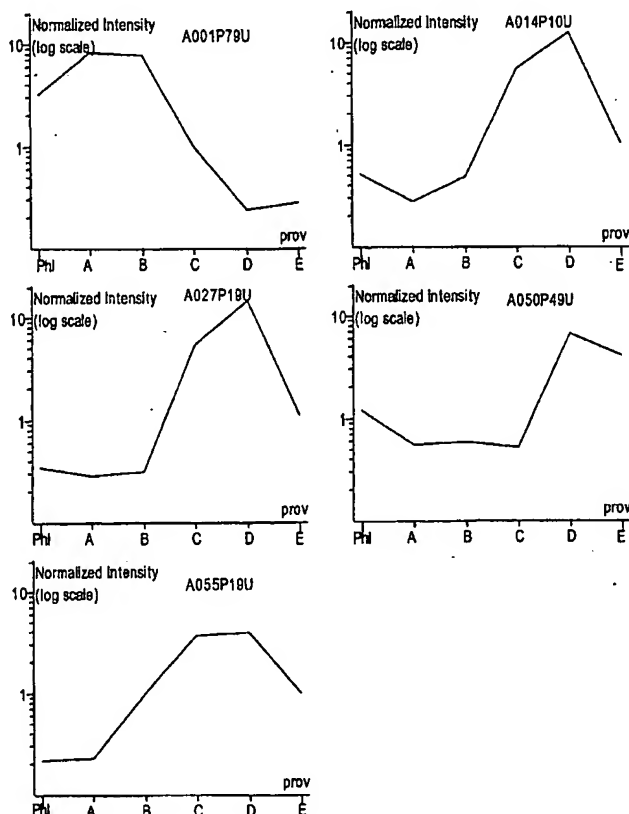 Normalized Intensity
(log scale)
A001P79U
10
1
prov
Phl A B C D E
Normalized Intensity
(log scale)
A014P10U
10
1
prov
Phl A B C D E
Normalized Intensity
(log scale)
A027P19U
10
1
prov
Phl A B C D E
Normalized Intensity
(log scale)
A050P49U
10
1
prov
Phl A B C D E
Normalized Intensity
(log scale)
A055P19U
10
1
prov
Phl A B C D E